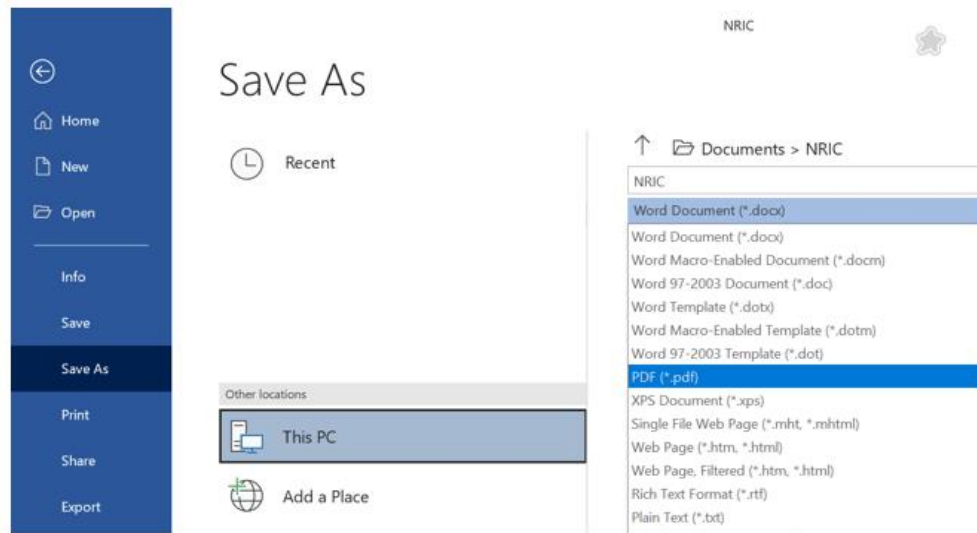 NRIC
Save As
Home
New
Open
Info
Save
Save As
Print
Share
Export
Recent
Other locations
This PC
Add a Place
Documents > NRIC
NRIC
Word Document (*.docx)
Word Document (*.docx)
Word Macro-Enabled Document (*.docm)
Word 97-2003 Document (*.doc)
Word Template (*.dotx)
Word Macro-Enabled Template (*.dotm)
Word 97-2003 Template (*.dot)
PDF (*.pdf)
XPS Document (*.xps)
Single File Web Page (*.mht, *.mhtml)
Web Page (*.htm, *.html)
Web Page, Filtered (*.htm, *.html)
Rich Text Format (*.rtf)
Plain Text (*.txt)